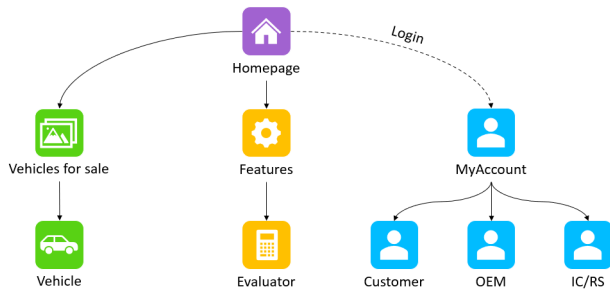 Login
Homepage
Vehicles for sale
Features
MyAccount
Vehicle
Evaluator
Customer
OEM
IC/RS